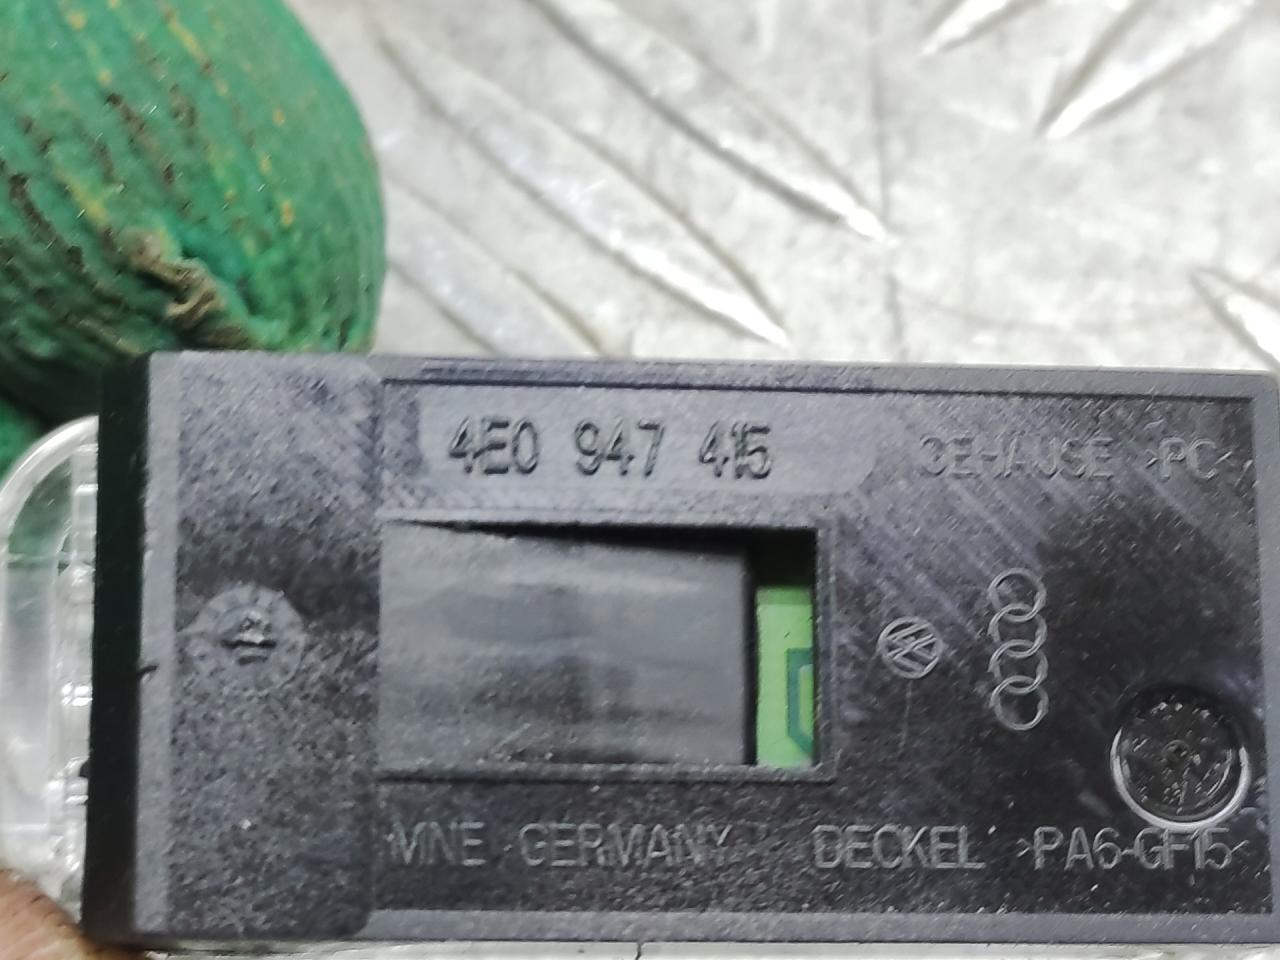 4E0 947 415
GEHAUSE >PC<
MNE GERMANY DECKEL >PA6-GF15<